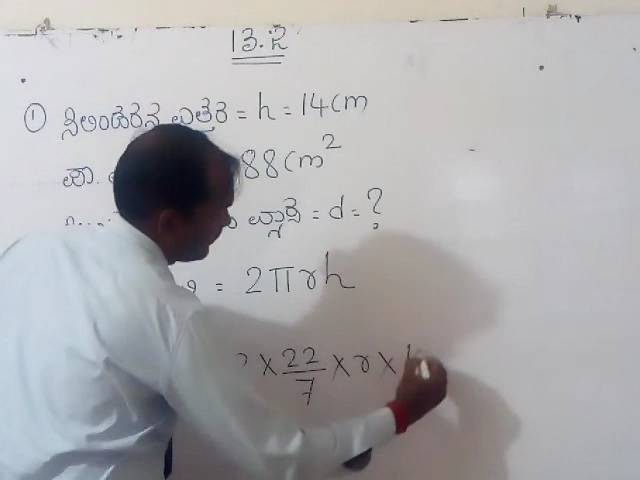 13.2
① ಸಿಲಿಂಡರಿನ ಎತ್ತರ = h = 14cm
ಪಾ. 88cm²
ವ್ಯಾಸ = d = ?
= 2πrh
× 22/7 × r ×